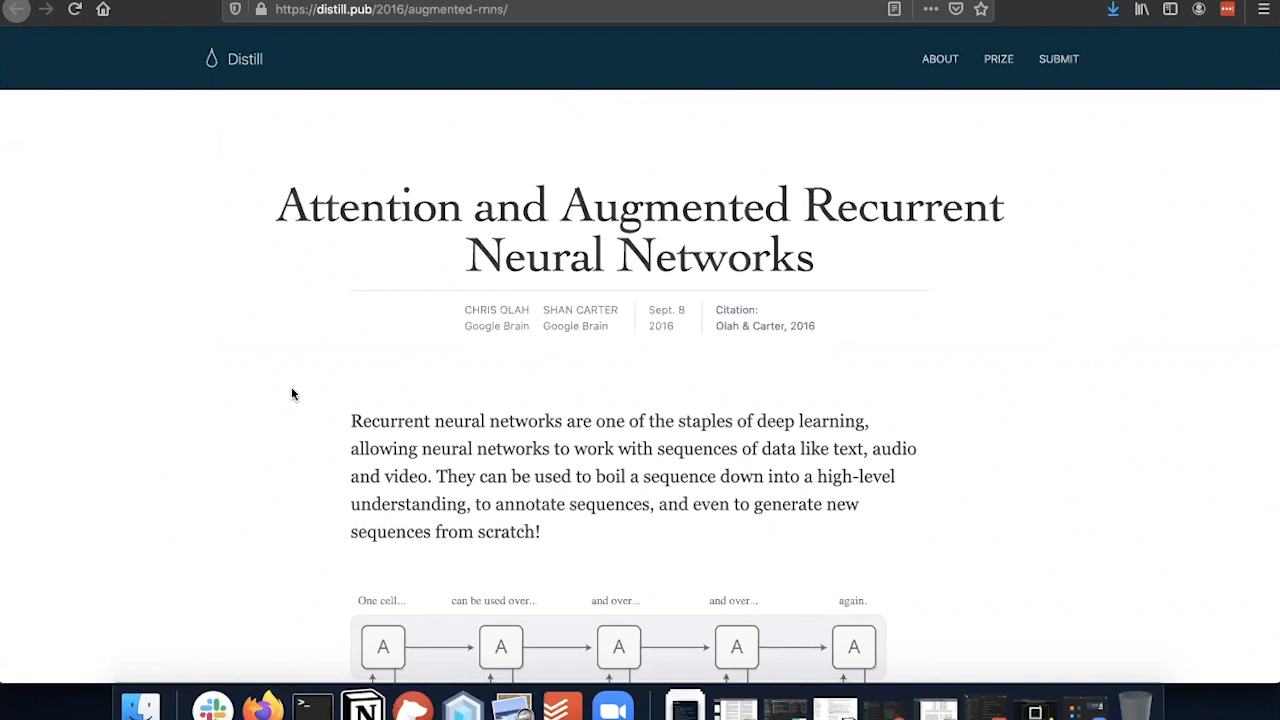 https://distill.pub/2016/augmented-rnns/
Distill
ABOUT PRIZE SUBMIT
Attention and Augmented Recurrent
Neural Networks
CHRIS OLAH SHAN CARTER Sept. 8 Citation:
Google Brain Google Brain 2016 Olah & Carter, 2016
Recurrent neural networks are one of the staples of deep learning,
allowing neural networks to work with sequences of data like text, audio
and video. They can be used to boil a sequence down into a high-level
understanding, to annotate sequences, and even to generate new
sequences from scratch!
One cell... can be used over... and over... and over... again.
A A A A A